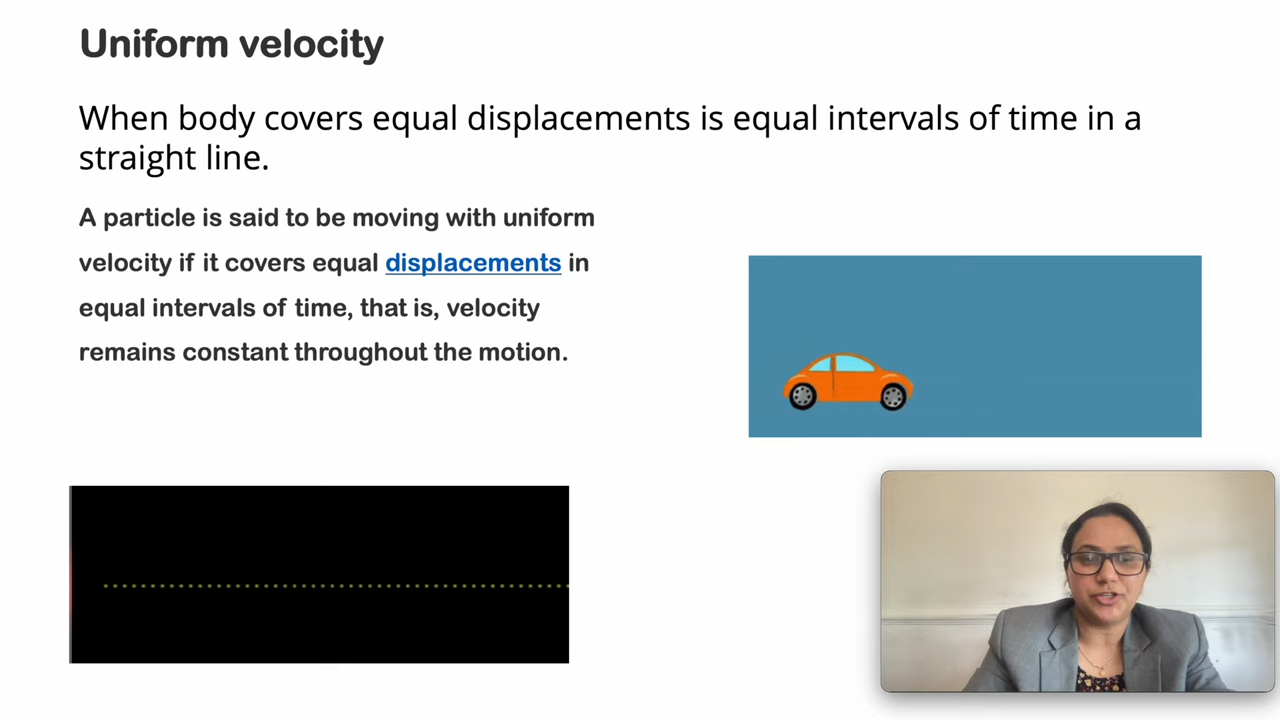 Uniform velocity
When body covers equal displacements is equal intervals of time in a
straight line.
A particle is said to be moving with uniform
velocity if it covers equal displacements in
equal intervals of time, that is, velocity
remains constant throughout the motion.